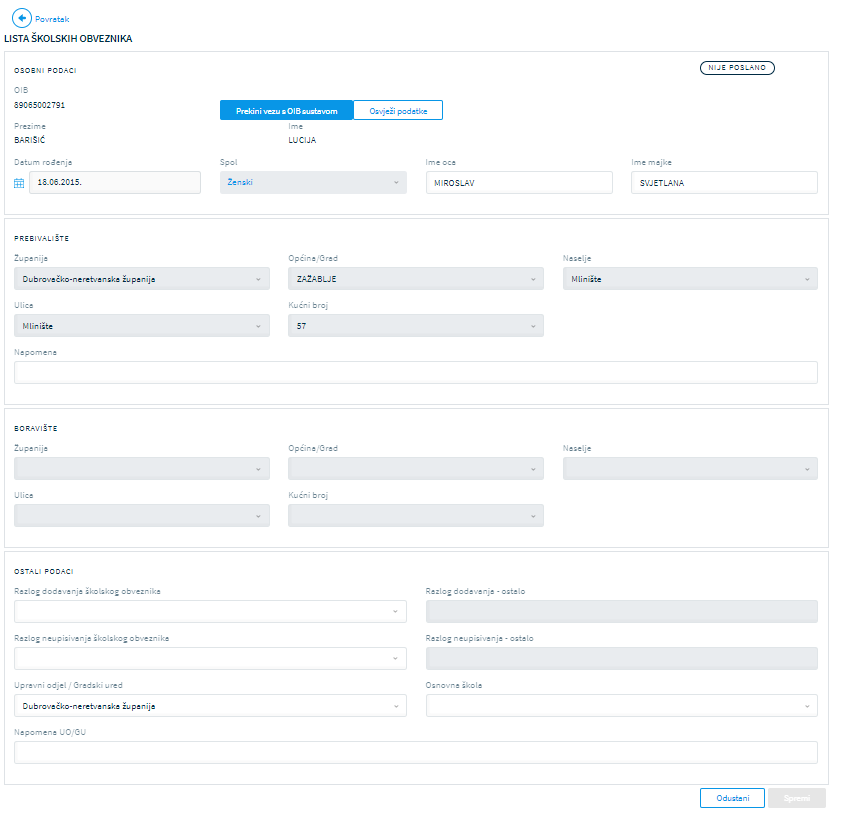 Povratak
LISTA ŠKOLSKIH OBVEZNIKA
OSOBNI PODACI
NIJE POSLANO
OIB
89065002791
Prekini vezu s OIB sustavom Osvježi podatke
Prezime Ime
BARIŠIĆ LUCIJA
Datum rođenja Spol Ime oca Ime majke
18.06.2015. Ženski MIROSLAV SVJETLANA
PREBIVALIŠTE
Županija Općina/Grad Naselje
Dubrovačko-neretvanska županija ZAŽABLJE Mlinište
Ulica Kućni broj
Mlinište 57
Napomena
BORAVIŠTE
Županija Općina/Grad Naselje
Ulica Kućni broj
OSTALI PODACI
Razlog dodavanja školskog obveznika Razlog dodavanja - ostalo
Razlog neupisivanja školskog obveznika Razlog neupisivanja - ostalo
Upravni odjel / Gradski ured Osnovna škola
Dubrovačko-neretvanska županija
Napomena UO/GU
Odustani Spremi